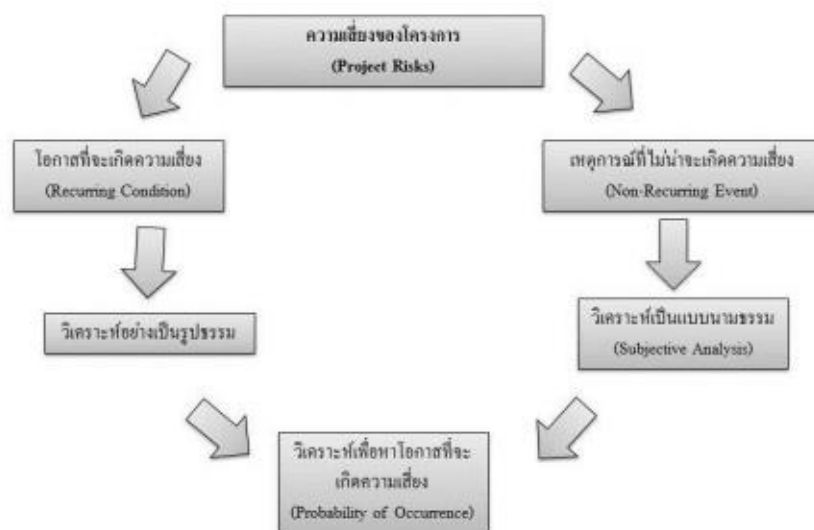 ความเสี่ยงของโครงการ
(Project Risks)
โอกาสที่จะเกิดความเสี่ยง
(Recurring Condition)
เหตุการณ์ที่ไม่น่าจะเกิดความเสี่ยง
(Non-Recurring Event)
วิเคราะห์อย่างเป็นรูปธรรม
วิเคราะห์เป็นแบบนามธรรม
(Subjective Analysis)
วิเคราะห์เพื่อหาโอกาสที่จะ
เกิดความเสี่ยง
(Probability of Occurrence)